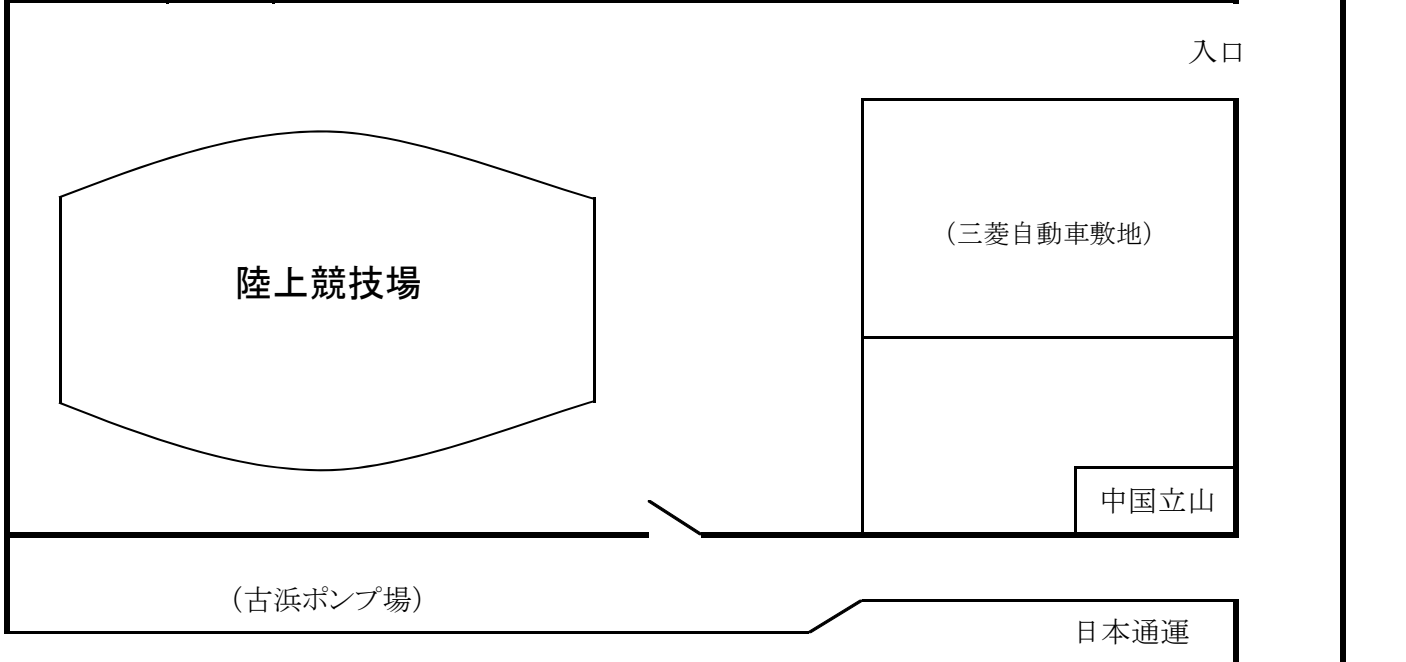 入口
（三菱自動車敷地）
陸上競技場
中国立山
（古浜ポンプ場）
日本通運